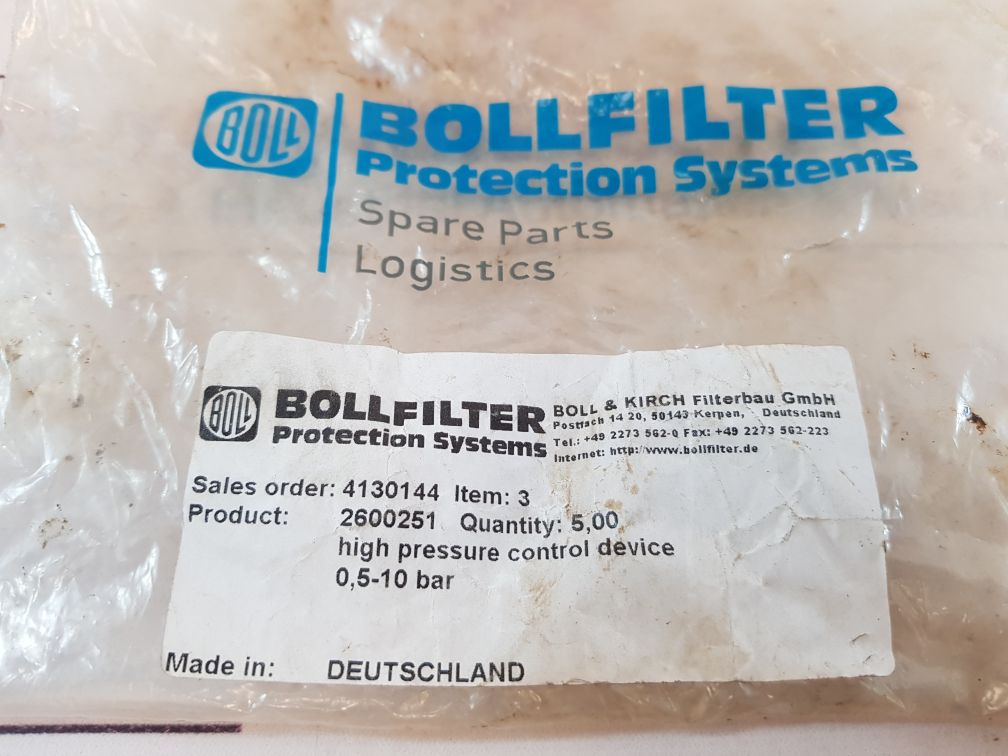 BOLL
BOLLFILTER
Protection Systems
Spare Parts
Logistics
BOLL
BOLLFILTER
Protection Systems
BOLL & KIRCH Filterbau GmbH
Postfach 14 20, 50143 Kerpen, Deutschland
Tel.: +49 2273 562-0 Fax: +49 2273 562-223
Internet: http://www.bollfilter.de
Sales order: 4130144 Item: 3
Product: 2600251 Quantity: 5,00
high pressure control device
0,5-10 bar
Made in: DEUTSCHLAND